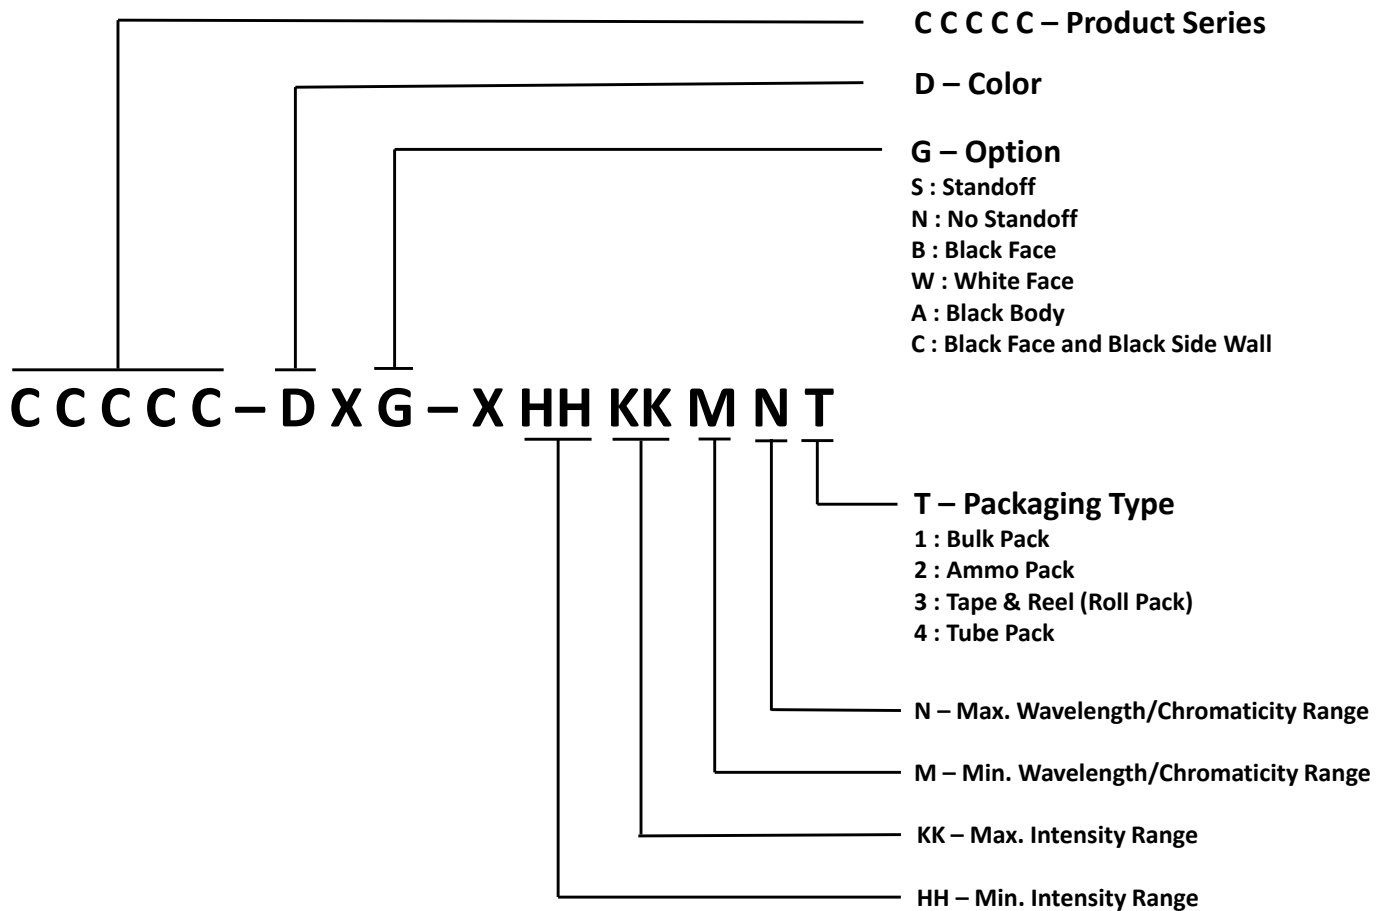 C C C C C – Product Series
D – Color
G – Option
S : Standoff
N : No Standoff
B : Black Face
W : White Face
A : Black Body
C : Black Face and Black Side Wall
C C C C C – D X G – X HH KK M N T
T – Packaging Type
1 : Bulk Pack
2 : Ammo Pack
3 : Tape & Reel (Roll Pack)
4 : Tube Pack
N – Max. Wavelength/Chromaticity Range
M – Min. Wavelength/Chromaticity Range
KK – Max. Intensity Range
HH – Min. Intensity Range